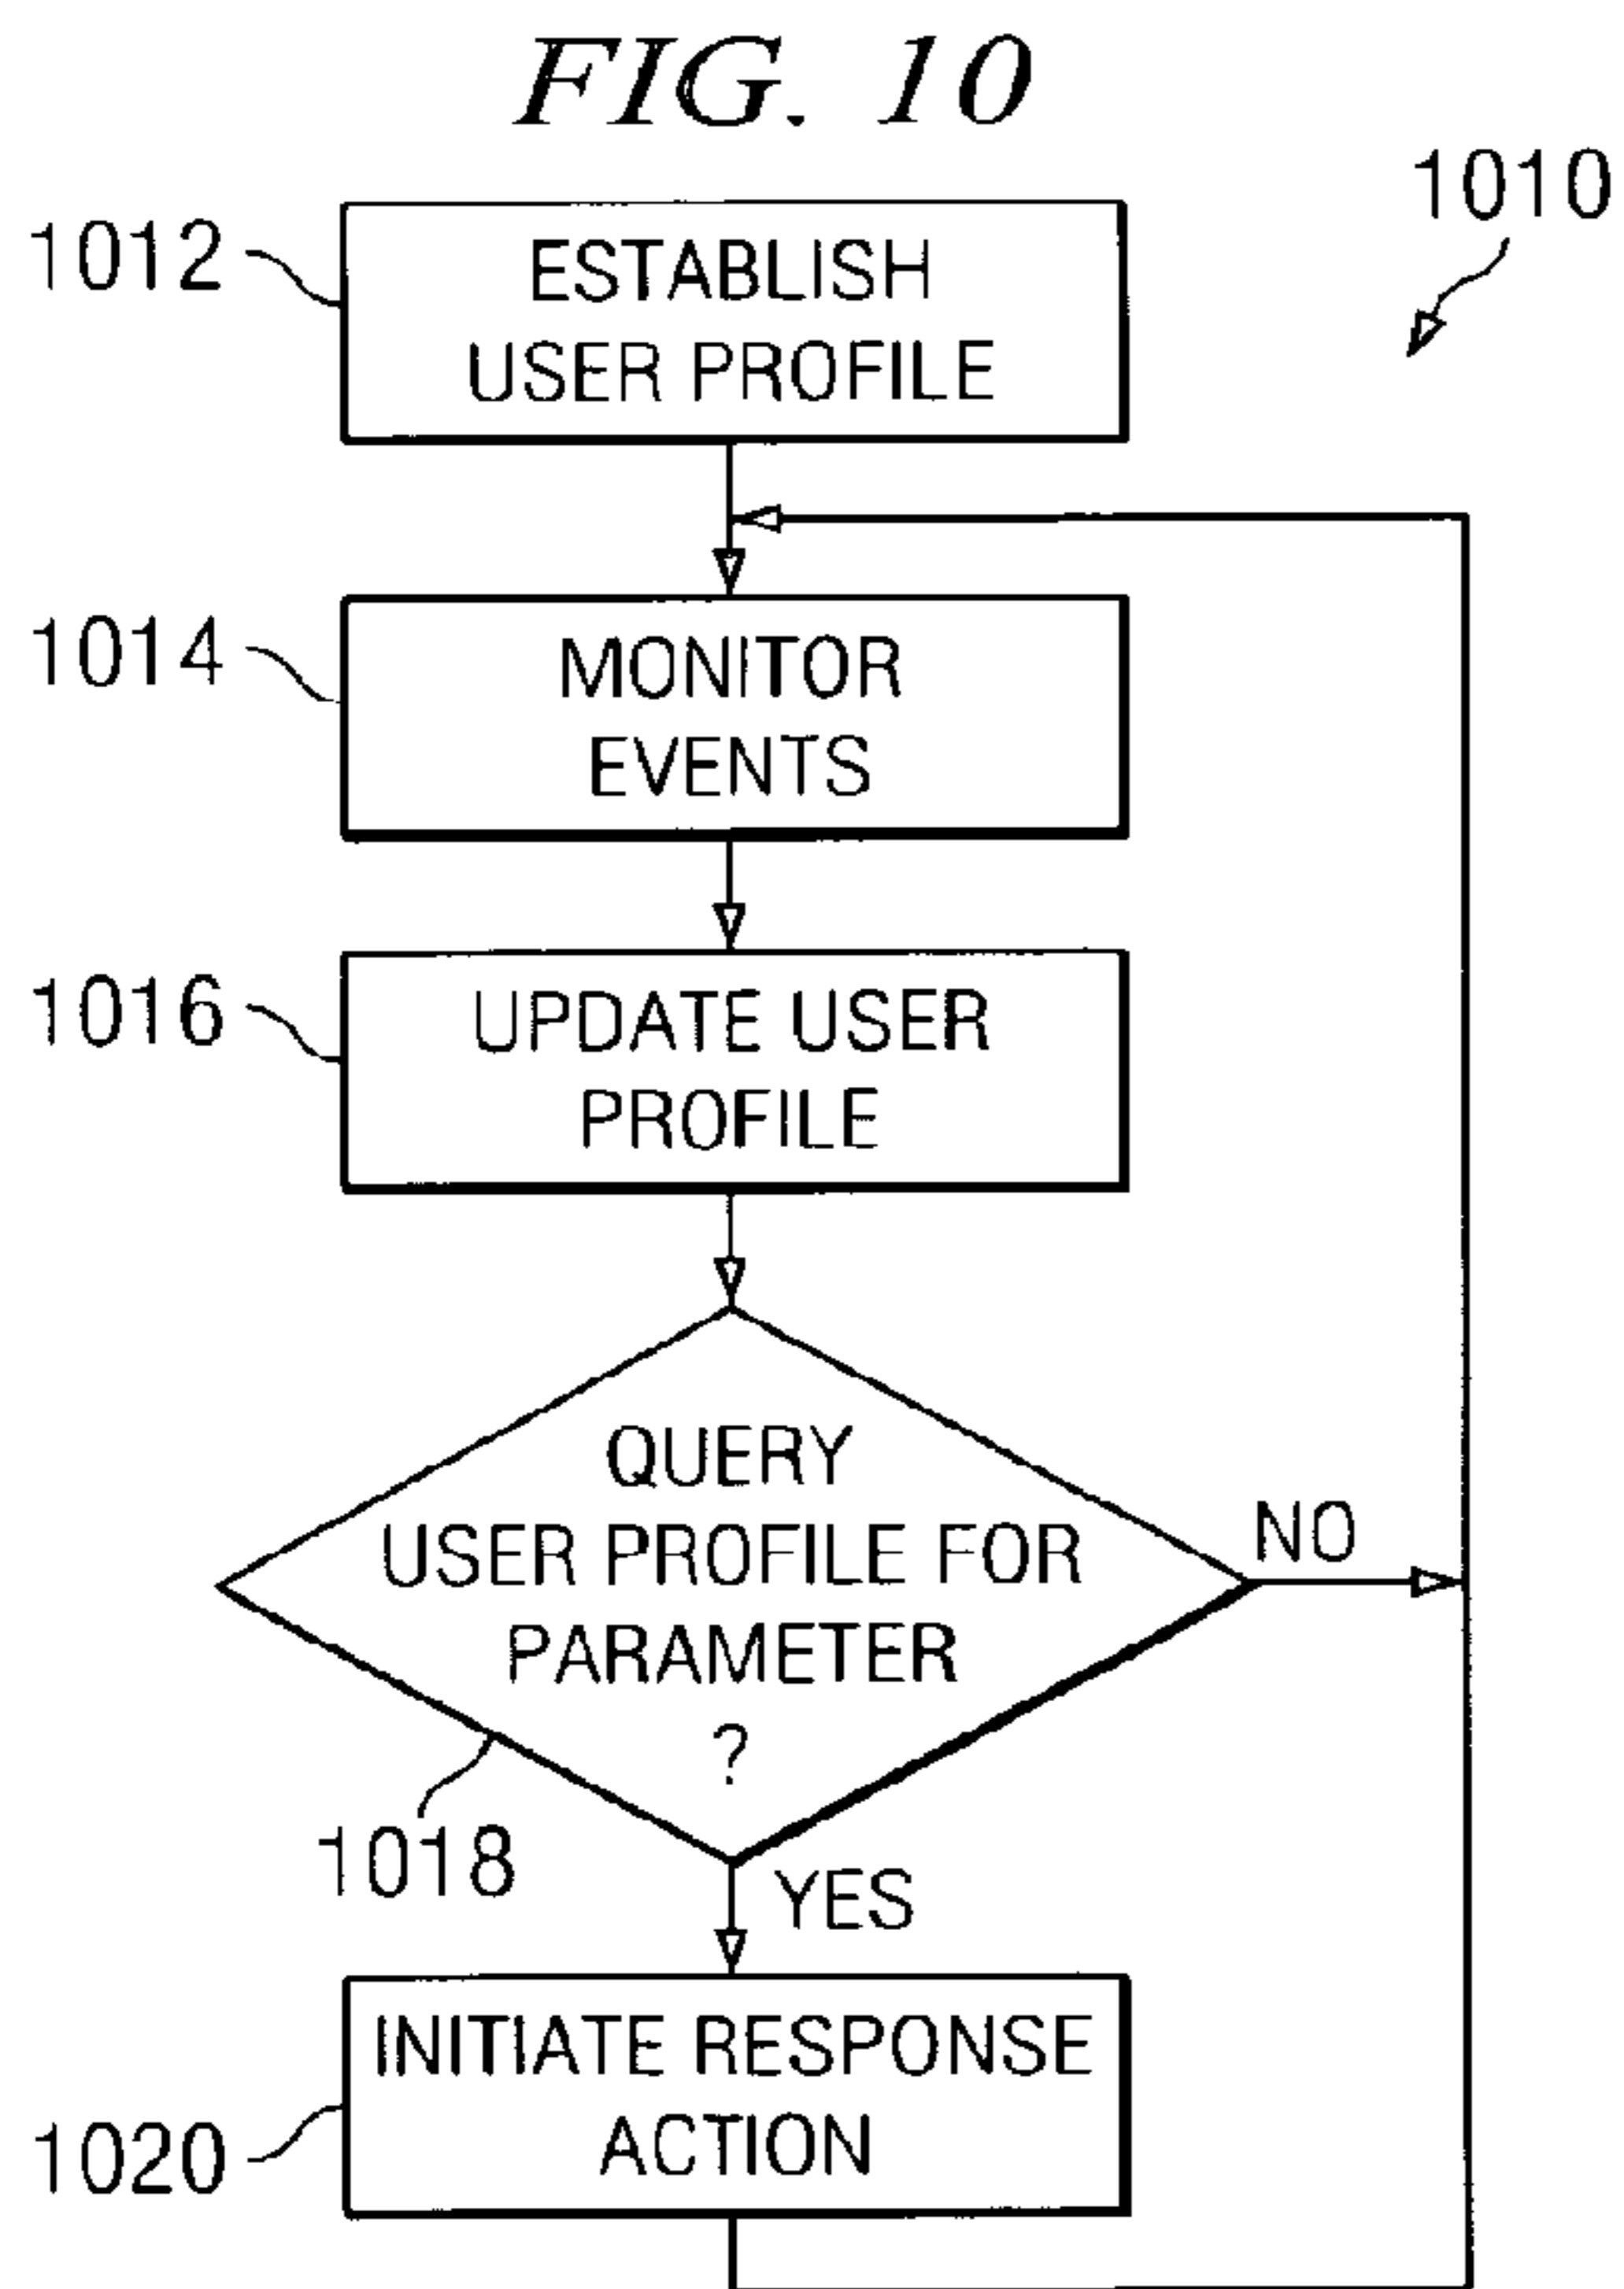 FIG. 10
1010
1012
ESTABLISH
USER PROFILE
1014
MONITOR
EVENTS
1016
UPDATE USER
PROFILE
QUERY
USER PROFILE FOR
PARAMETER
?
NO
1018
YES
INITIATE RESPONSE
ACTION
1020